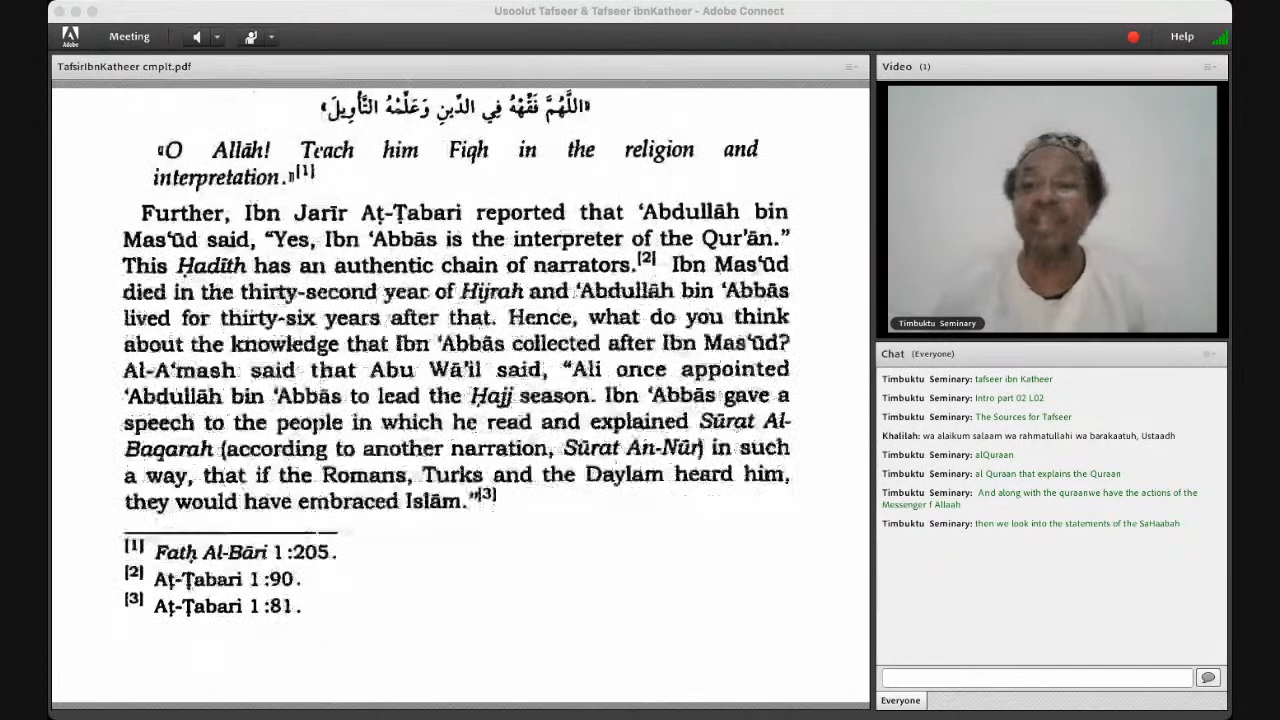 Usoolut Tafseer & Tafseer ibnKatheer - Adobe Connect
Adobe
Meeting
Help
TafsirIbnKatheer cmplt.pdf
«اللَّهُمَّ فَقِّهْهُ فِي الدِّينِ وَعَلِّمْهُ التَّأْوِيلَ»
«O Allāh! Teach him Fiqh in the religion and
interpretation.»[1]
Further, Ibn Jarīr Aṭ-Ṭabari reported that ‘Abdullāh bin
Mas‘ūd said, “Yes, Ibn ‘Abbās is the interpreter of the Qur’ān.”
This Ḥadīth has an authentic chain of narrators.[2] Ibn Mas‘ūd
died in the thirty-second year of Hijrah and ‘Abdullāh bin ‘Abbās
lived for thirty-six years after that. Hence, what do you think
about the knowledge that Ibn ‘Abbās collected after Ibn Mas‘ūd?
Al-A‘mash said that Abu Wā’il said, “Ali once appointed
‘Abdullāh bin ‘Abbās to lead the Ḥajj season. Ibn ‘Abbās gave a
speech to the people in which he read and explained Sūrat Al-
Baqarah (according to another narration, Sūrat An-Nūr) in such
a way, that if the Romans, Turks and the Daylam heard him,
they would have embraced Islām.”[3]
[1] Fatḥ Al-Bāri 1:205.
[2] Aṭ-Ṭabari 1:90.
[3] Aṭ-Ṭabari 1:81.
Video (1)
Timbuktu Seminary
Chat (Everyone)
Timbuktu Seminary: tafseer ibn Katheer
Timbuktu Seminary: Intro part 02 L02
Timbuktu Seminary: The Sources for Tafseer
Khalilah: wa alaikum salaam wa rahmatullahi wa barakaatuh, Ustaadh
Timbuktu Seminary: alQuraan
Timbuktu Seminary: al Quraan that explains the Quraan
Timbuktu Seminary: And along with the quraanwe have the actions of the
Messenger f Allaah
Timbuktu Seminary: then we look into the statements of the SaHaabah
Everyone